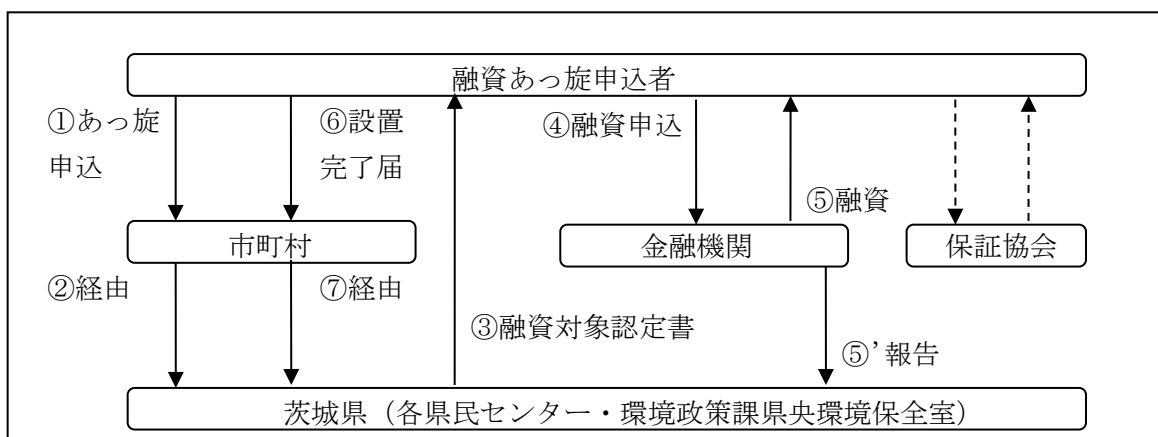 融資あっ旋申込者
①あっ旋
申込
⑥設置
完了届
④融資申込
⑤融資
市町村
金融機関
保証協会
②経由
⑦経由
③融資対象認定書
⑤’報告
茨城県（各県民センター・環境政策課県央環境保全室）